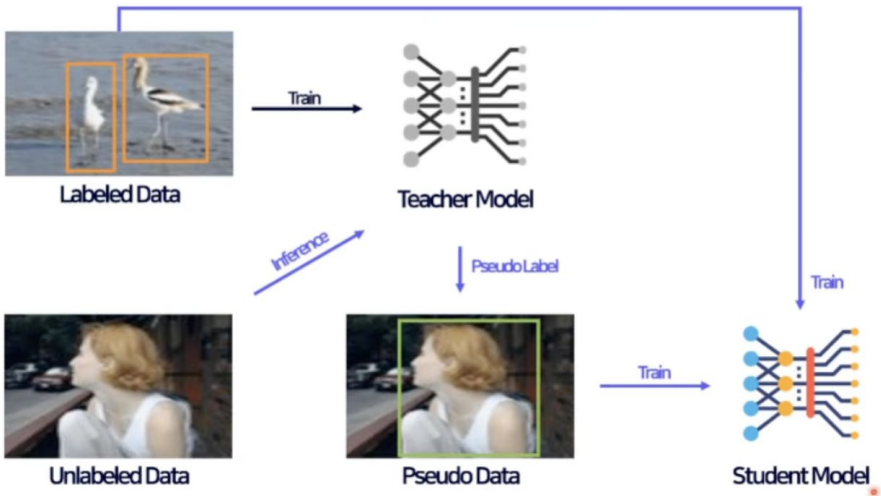 Train
Labeled Data
Teacher Model
Inference
Pseudo Label
Train
Train
Unlabeled Data
Pseudo Data
Student Model